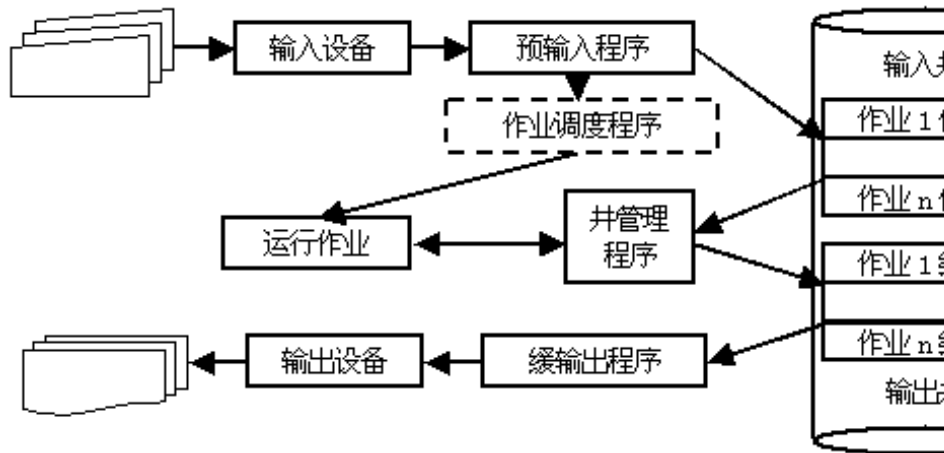 输入设备
预输入程序
输入井
作业调度程序
作业 1
作业 n
运行作业
井管理
程序
作业 1
作业 n
输出设备
缓输出程序
输出